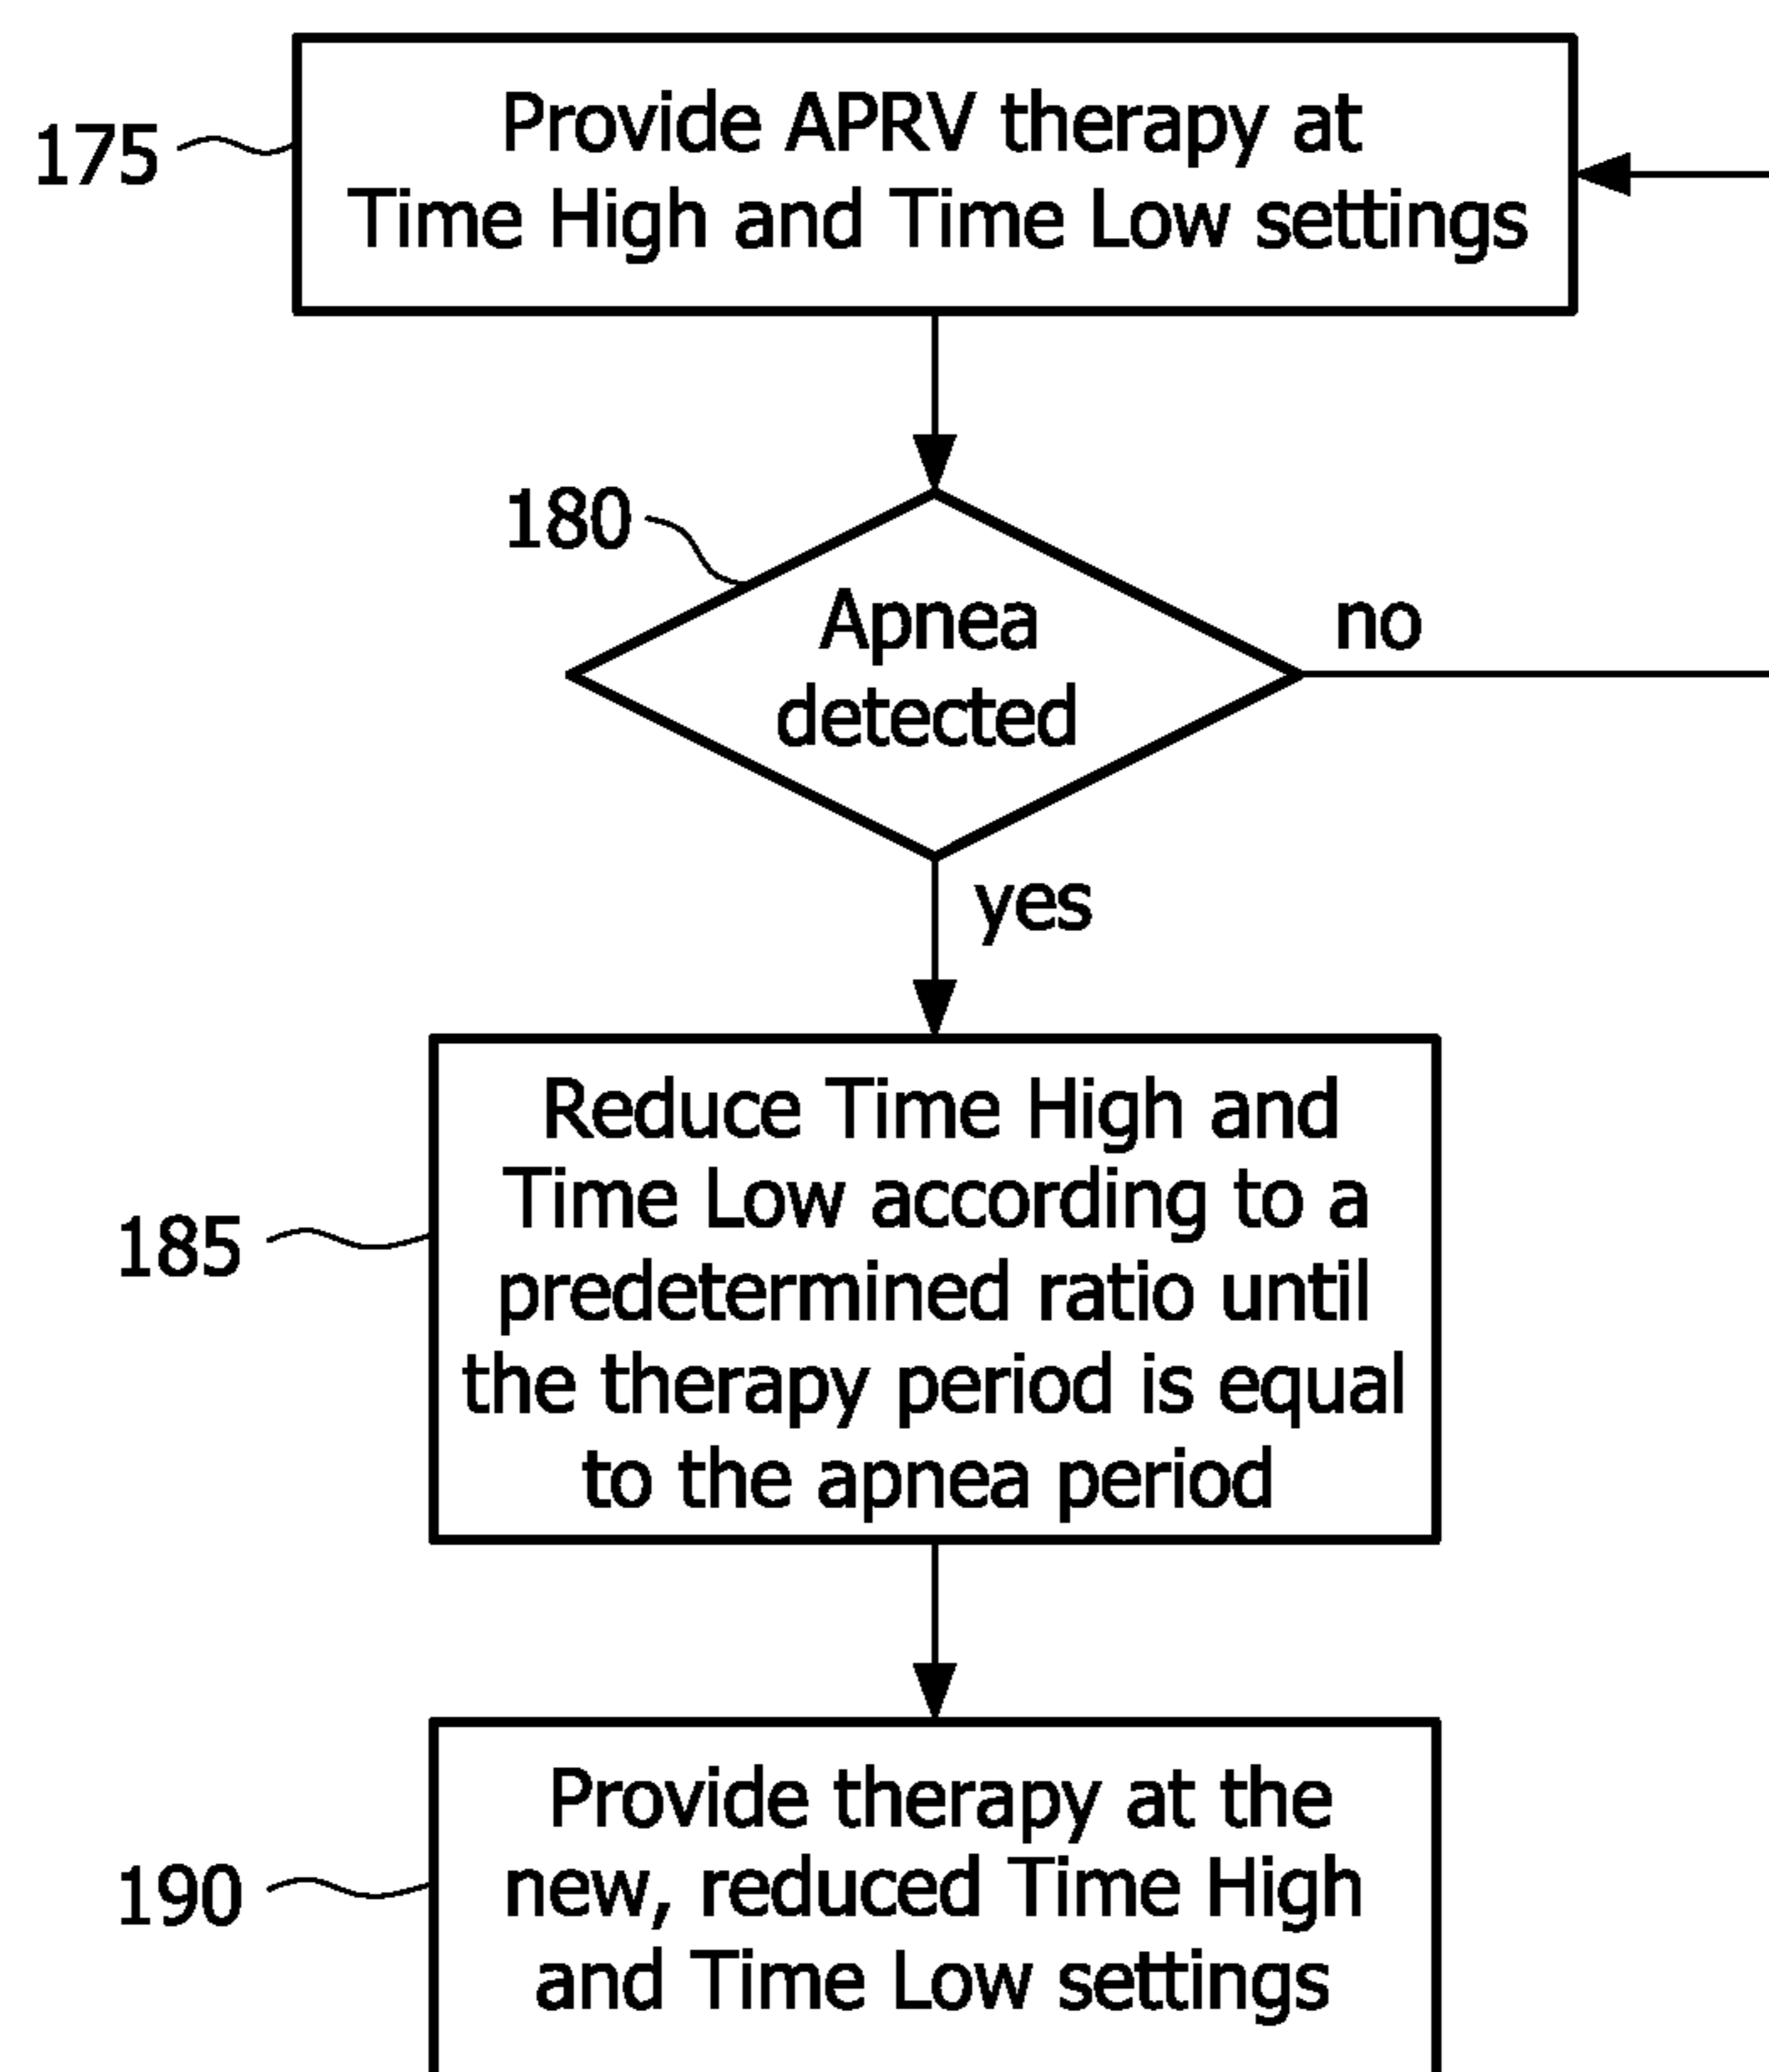 175
Provide APRV therapy at
Time High and Time Low settings
180
Apnea
detected
no
yes
185
Reduce Time High and
Time Low according to a
predetermined ratio until
the therapy period is equal
to the apnea period
190
Provide therapy at the
new, reduced Time High
and Time Low settings